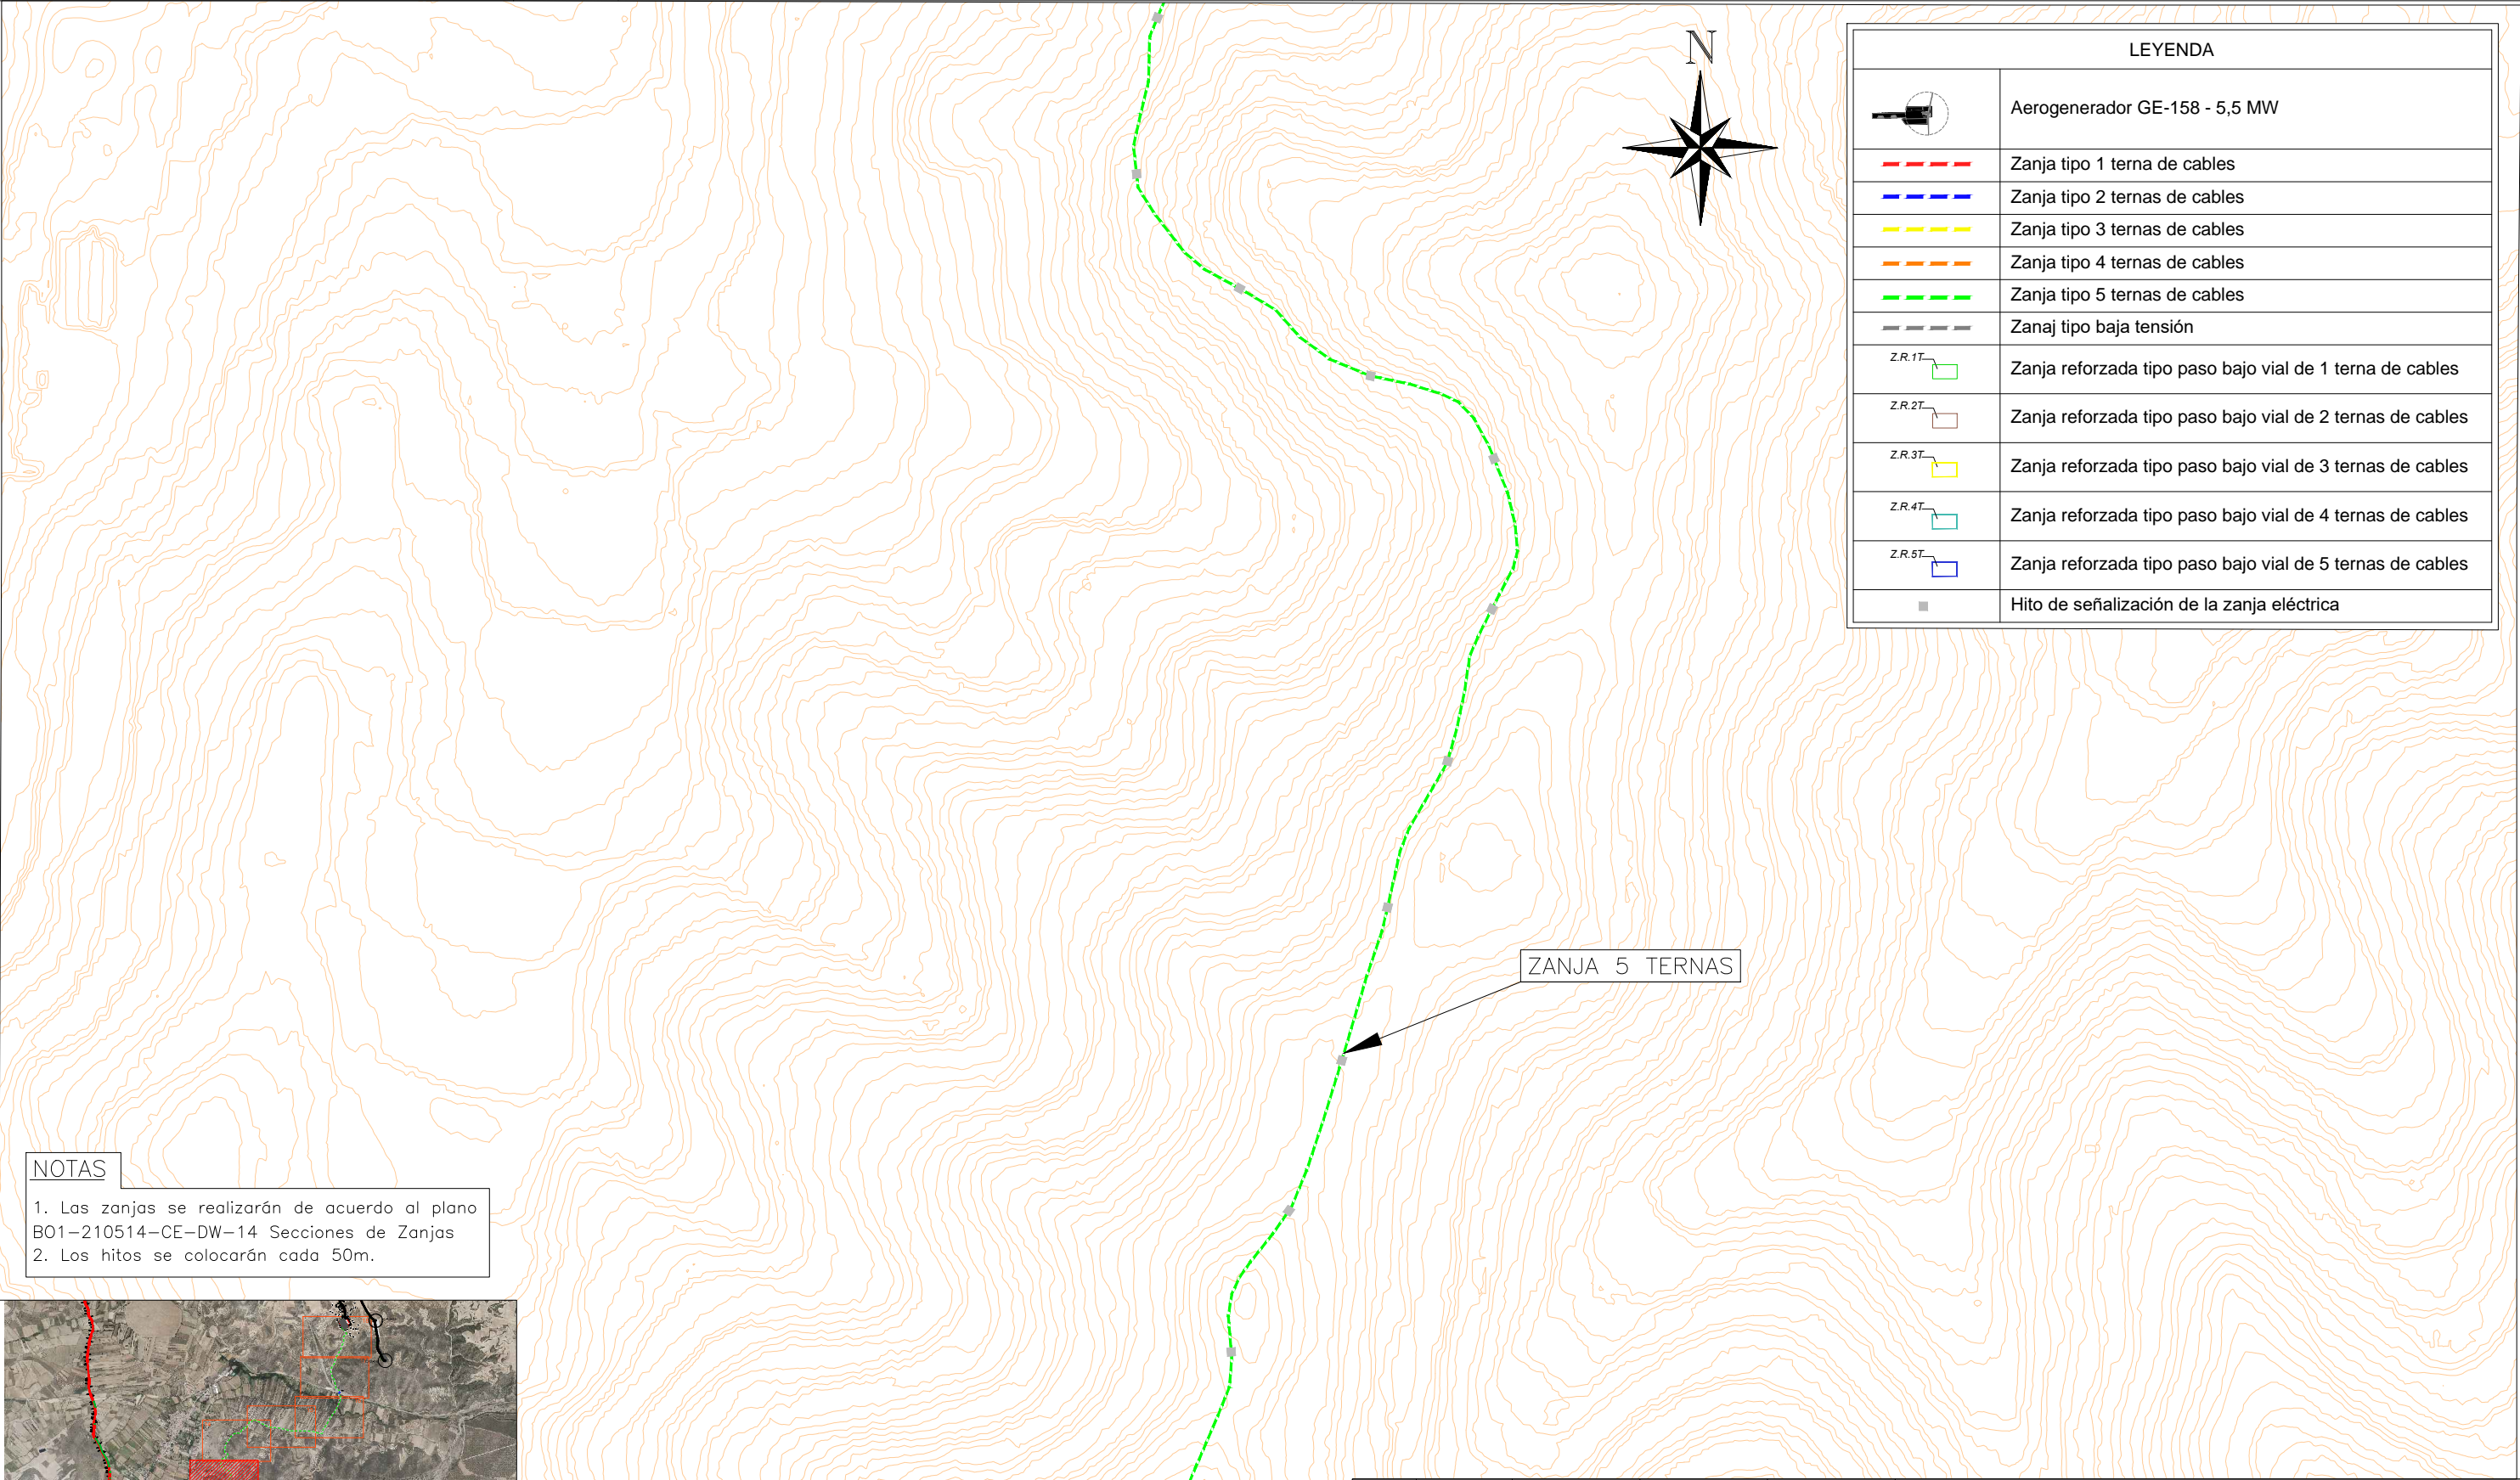 N
LEYENDA
Aerogenerador GE-158 - 5,5 MW
Zanja tipo 1 terna de cables
Zanja tipo 2 ternas de cables
Zanja tipo 3 ternas de cables
Zanja tipo 4 ternas de cables
Zanja tipo 5 ternas de cables
Zanaj tipo baja tensión
Z.R.1T Zanja reforzada tipo paso bajo vial de 1 terna de cables
Z.R.2T Zanja reforzada tipo paso bajo vial de 2 ternas de cables
Z.R.3T Zanja reforzada tipo paso bajo vial de 3 ternas de cables
Z.R.4T Zanja reforzada tipo paso bajo vial de 4 ternas de cables
Z.R.5T Zanja reforzada tipo paso bajo vial de 5 ternas de cables
Hito de señalización de la zanja eléctrica
ZANJA 5 TERNAS
NOTAS
1. Las zanjas se realizarán de acuerdo al plano
BO1-210514-CE-DW-14 Secciones de Zanjas
2. Los hitos se colocarán cada 50m.